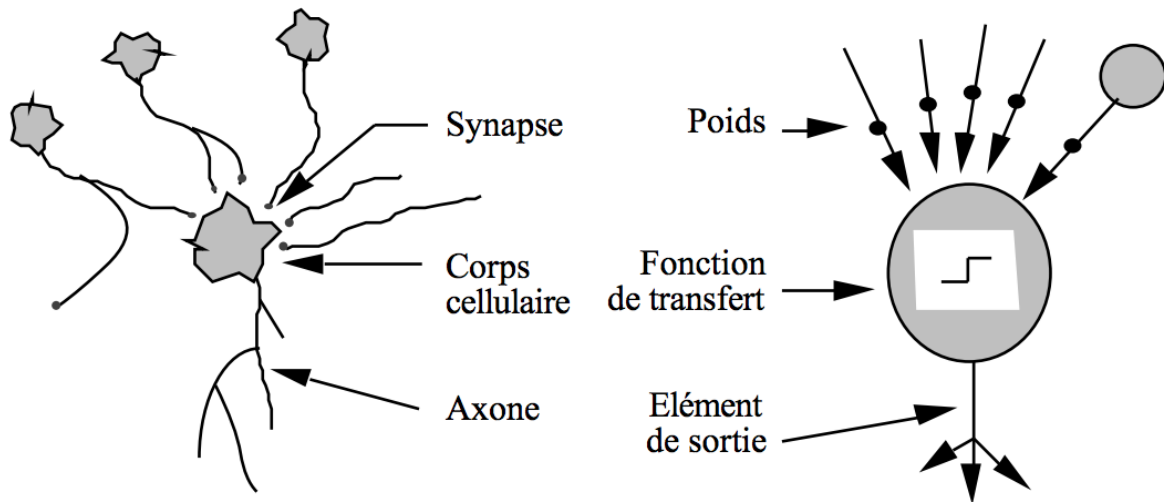 Synapse
Corps
cellulaire
Axone
Poids
Fonction
de transfert
Elément
de sortie